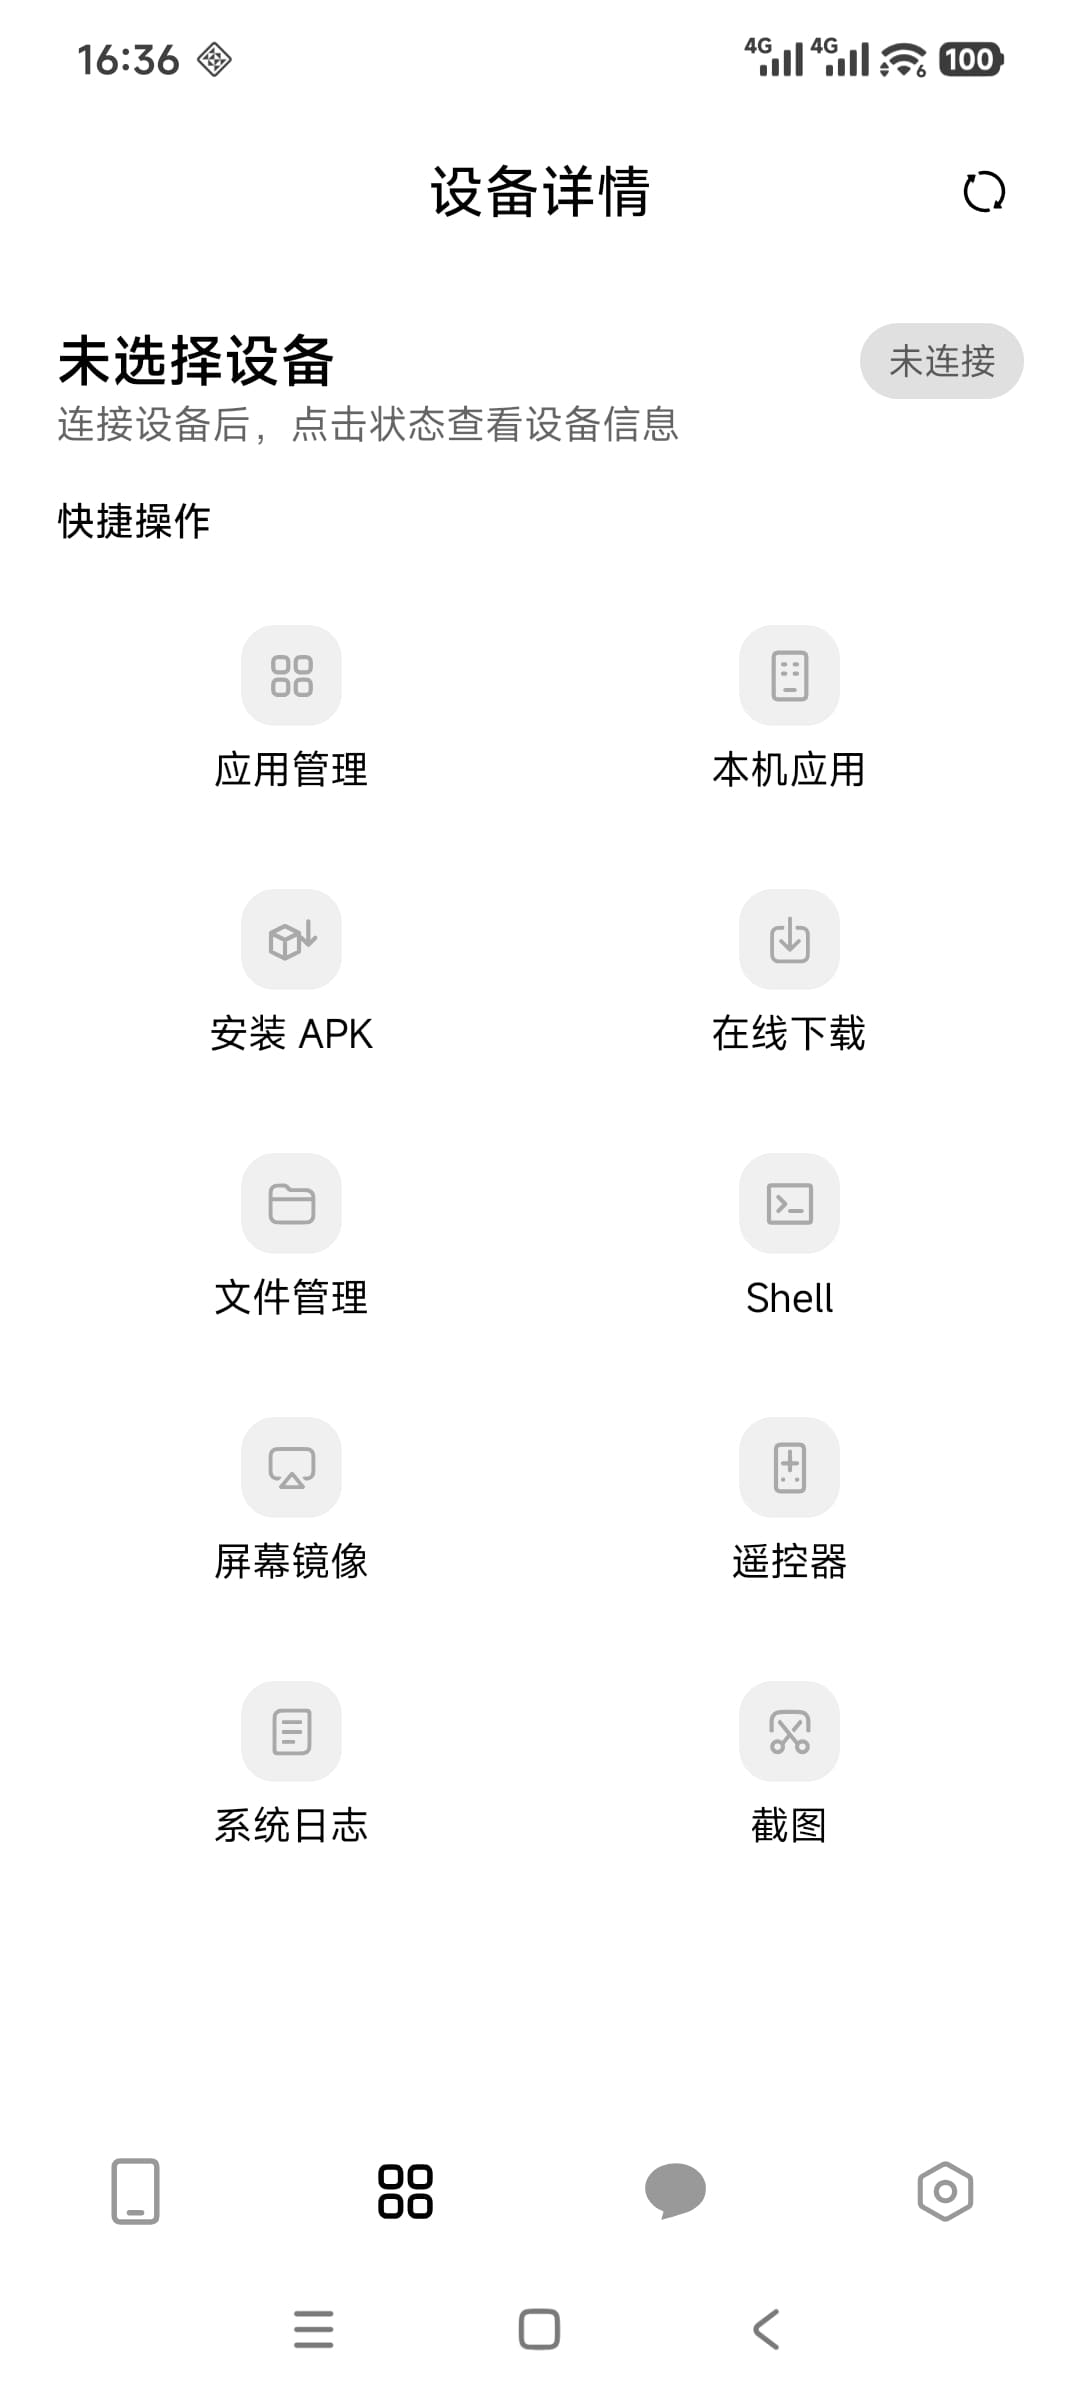 16:36
4G 4G 6 100
设备详情
未选择设备
未连接
连接设备后，点击状态查看设备信息
快捷操作
应用管理
本机应用
安装 APK
在线下载
文件管理
Shell
屏幕镜像
遥控器
系统日志
截图